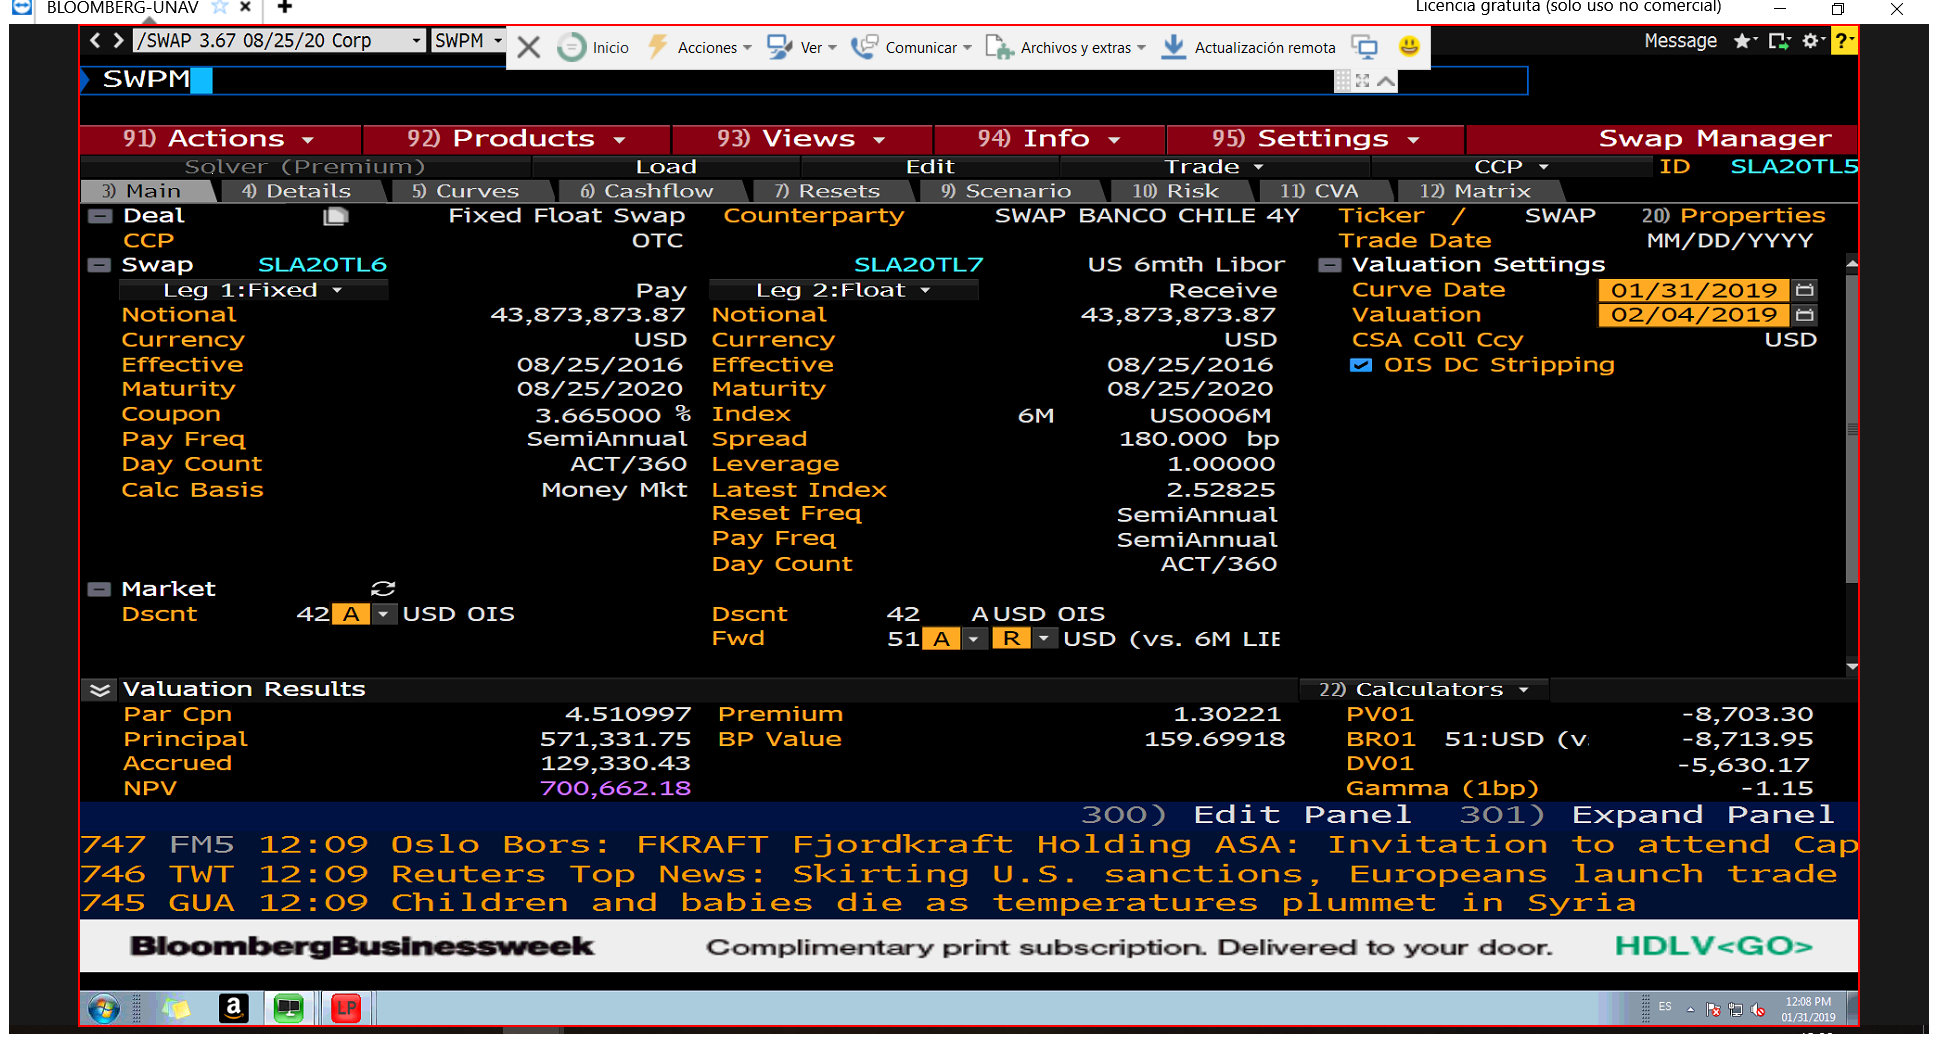 BLOOMBERG-UNAV
Licencia gratuita (solo uso no comercial)
/SWAP 3.67 08/25/20 Corp SWPM Inicio Acciones Ver Comunicar Archivos y extras Actualización remota Message ?
SWPM
91) Actions 92) Products 93) Views 94) Info 95) Settings Swap Manager
Solver (Premium) Load Edit Trade CCP ID SLA20TL5
3) Main 4) Details 5) Curves 6) Cashflow 7) Resets 9) Scenario 10) Risk 11) CVA 12) Matrix
Deal Fixed Float Swap Counterparty SWAP BANCO CHILE 4Y Ticker / SWAP 20) Properties
CCP OTC Trade Date MM/DD/YYYY
Swap SLA20TL6 SLA20TL7 US 6mth Libor Valuation Settings
Leg 1:Fixed Pay Leg 2:Float Receive Curve Date 01/31/2019
Notional 43,873,873.87 Notional 43,873,873.87 Valuation 02/04/2019
Currency USD Currency USD CSA Coll Ccy USD
Effective 08/25/2016 Effective 08/25/2016 OIS DC Stripping
Maturity 08/25/2020 Maturity 08/25/2020
Coupon 3.665000 % Index 6M US0006M
Pay Freq SemiAnnual Spread 180.000 bp
Day Count ACT/360 Leverage 1.00000
Calc Basis Money Mkt Latest Index 2.52825
Reset Freq SemiAnnual
Pay Freq SemiAnnual
Day Count ACT/360
Market
Dscnt 42 A USD OIS Dscnt 42 A USD OIS
Fwd 51 A R USD (vs. 6M LIE
Valuation Results 22) Calculators
Par Cpn 4.510997 Premium 1.30221 PV01 -8,703.30
Principal 571,331.75 BP Value 159.69918 BR01 51:USD (v -8,713.95
Accrued 129,330.43 DV01 -5,630.17
NPV 700,662.18 Gamma (1bp) -1.15
300) Edit Panel 301) Expand Panel
747 FM5 12:09 Oslo Bors: FKRAFT Fjordkraft Holding ASA: Invitation to attend Cap
746 TWT 12:09 Reuters Top News: Skirting U.S. sanctions, Europeans launch trade
745 GUA 12:09 Children and babies die as temperatures plummet in Syria
BloombergBusinessweek Complimentary print subscription. Delivered to your door. HDLV<GO>
a LP ES 12:08 PM
01/31/2019